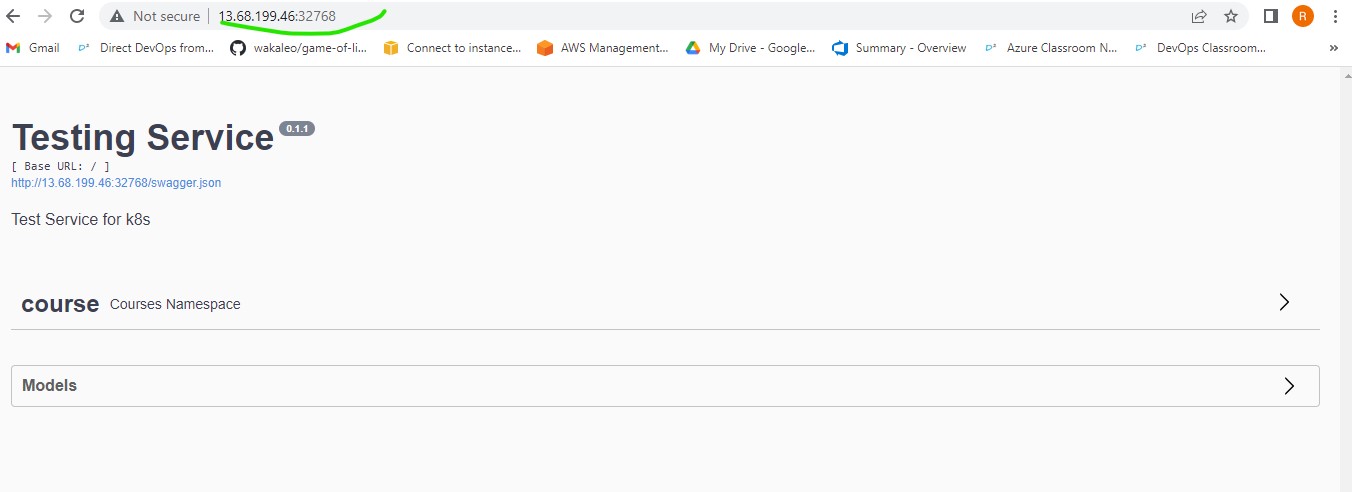 Not secure 13.68.199.46:32768
Gmail Direct DevOps from... wakaleo/game-of-li... Connect to instance... AWS Management... My Drive - Google... Summary - Overview Azure Classroom N... DevOps Classroom... »
R
Testing Service 0.1.1
[ Base URL: / ]
http://13.68.199.46:32768/swagger.json
Test Service for k8s
course Courses Namespace
Models